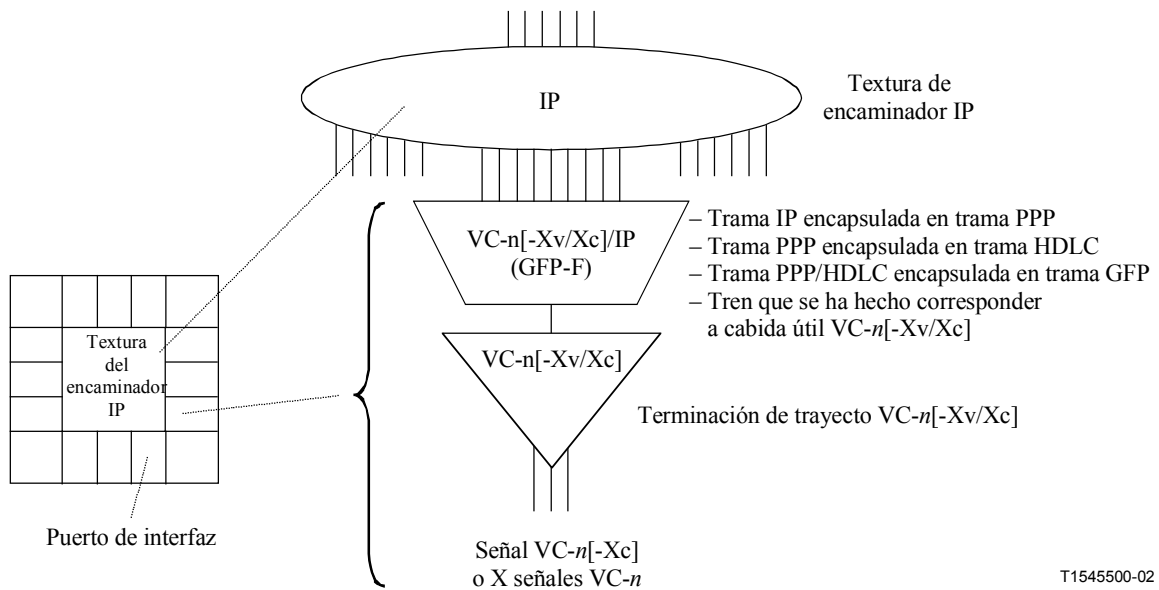 IP
Textura de
encaminador IP
VC-n[-Xv/Xc]/IP
(GFP-F)
– Trama IP encapsulada en trama PPP
– Trama PPP encapsulada en trama HDLC
– Trama PPP/HDLC encapsulada en trama GFP
– Tren que se ha hecho corresponder
a cabida útil VC-n[-Xv/Xc]
Textura
del
encaminador
IP
VC-n[-Xv/Xc]
Terminación de trayecto VC-n[-Xv/Xc]
Puerto de interfaz
Señal VC-n[-Xc]
o X señales VC-n
T1545500-02